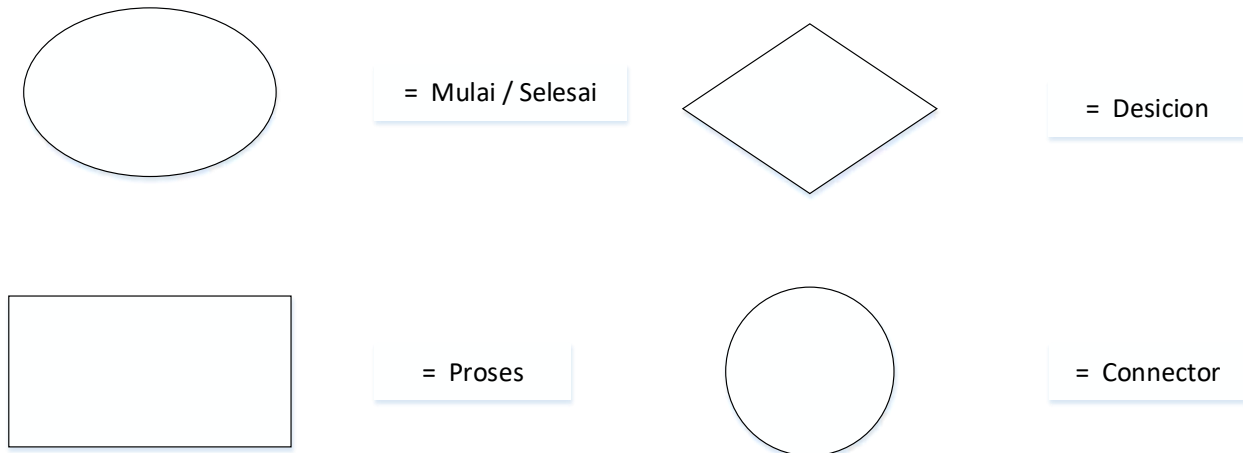 = Mulai / Selesai
= Desicion
= Proses
= Connector